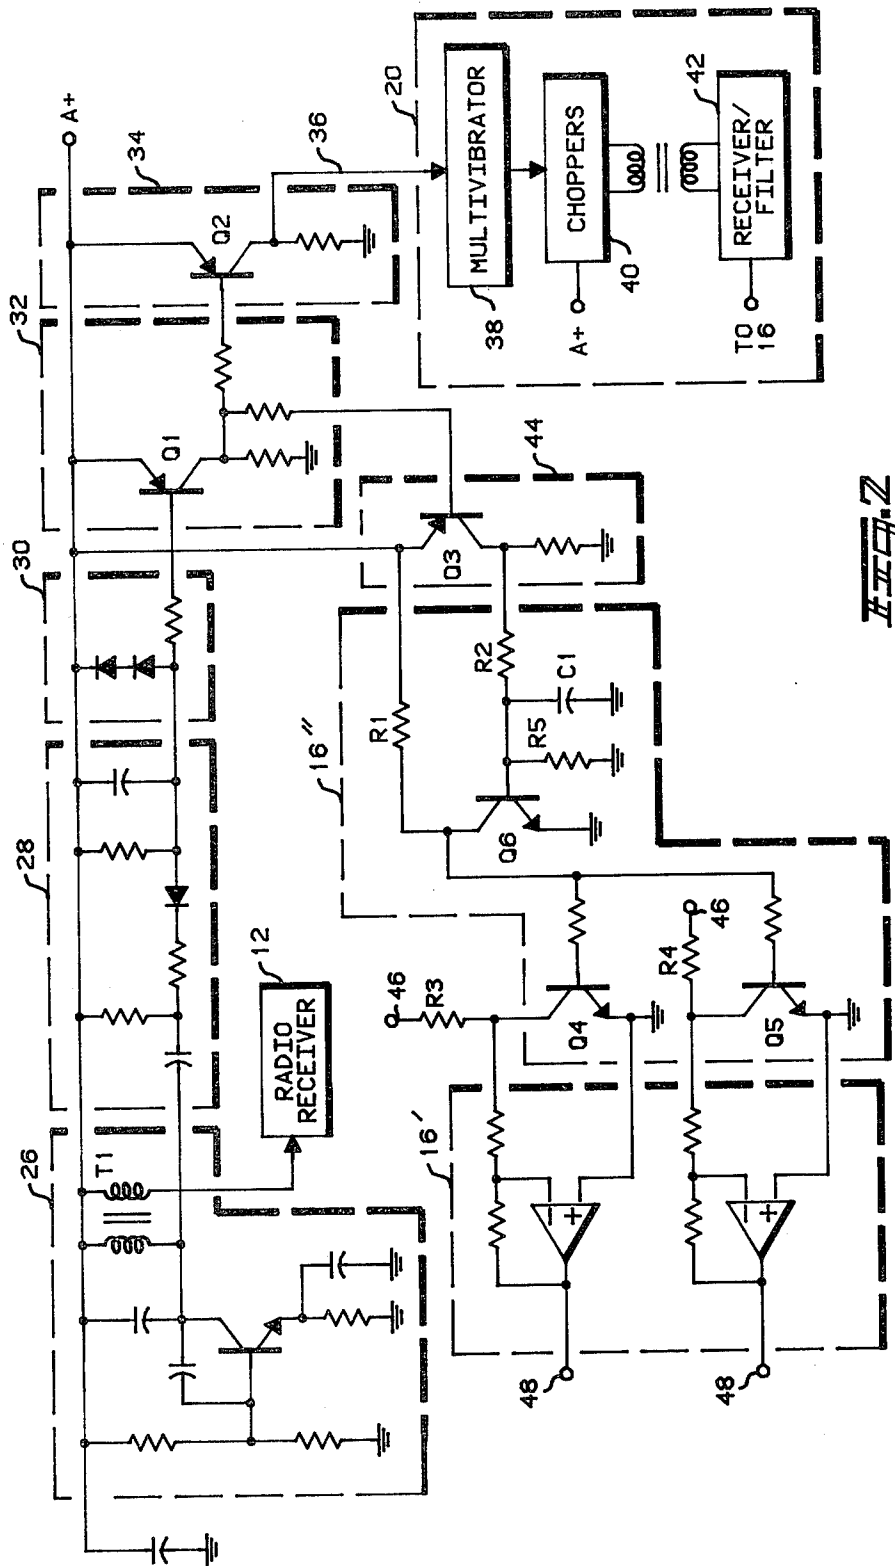 26
T1
28
30
32
34
A+
12
RADIO
RECEIVER
Q1
Q2
36
20
MULTIVIBRATOR
38
CHOPPERS
40
A+
42
RECEIVER/
FILTER
TO
16
44
Q3
16"
R1
R2
C1
R5
Q6
46
R3
46
R4
Q4
Q5
16'
−
+
−
+
48
48
FIG. 2